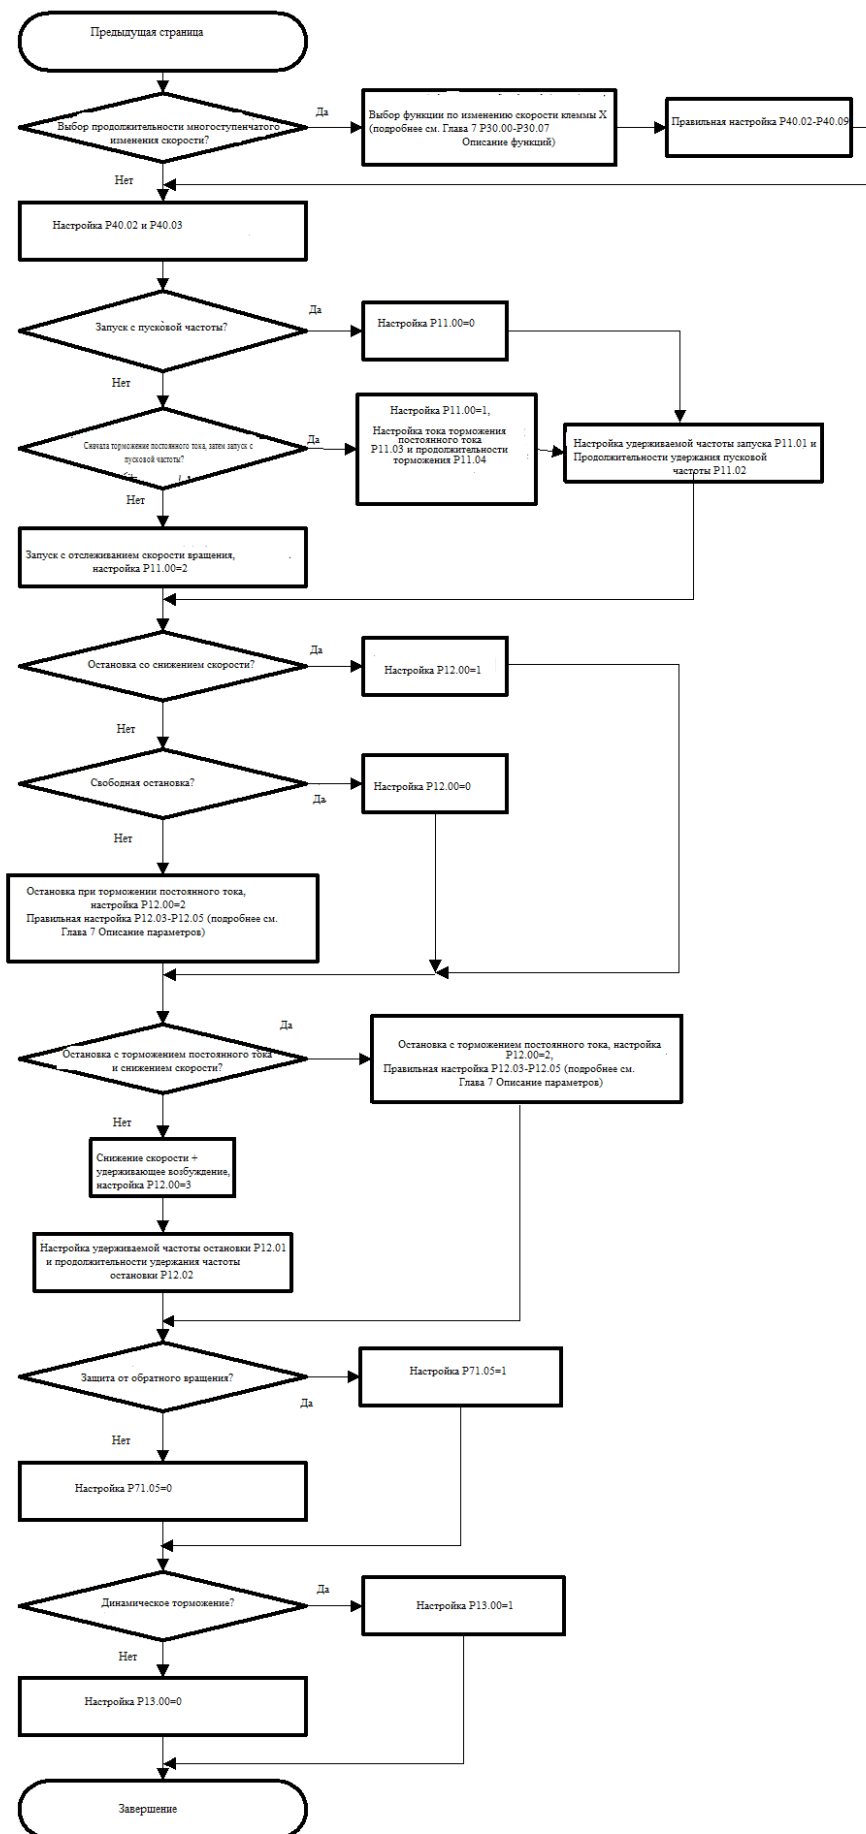 Предыдущая страница
Да
Выбор продолжительности многоступенчатого
изменения скорости?
Выбор функции по изменению скорости клеммы X
(подробнее см. Глава 7 P30.00-P30.07
Описание функций)
Правильная настройка P40.02-P40.09
Нет
Настройка P40.02 и P40.03
Да
Запуск с пусковой частоты?
Настройка P11.00=0
Нет
Сначала торможение постоянного тока, затем запуск с
пусковой частоты?
Да
Настройка P11.00=1,
Настройка тока торможения
постоянного тока
P11.03 и продолжительности
торможения P11.04
Настройка удерживаемой частоты запуска P11.01 и
Продолжительности удержания пусковой
частоты P11.02
Нет
Запуск с отслеживанием скорости вращения,
настройка P11.00=2
Да
Остановка со снижением скорости?
Настройка P12.00=1
Нет
Свободная остановка?
Да
Настройка P12.00=0
Нет
Остановка при торможении постоянного тока,
настройка P12.00=2
Правильная настройка P12.03-P12.05 (подробнее см.
Глава 7 Описание параметров)
Да
Остановка с торможением постоянного тока
и снижением скорости?
Остановка с торможением постоянного тока, настройка
P12.00=2,
Правильная настройка P12.03-P12.05 (подробнее см.
Глава 7 Описание параметров)
Нет
Снижение скорости +
удерживающее возбуждение,
настройка P12.00=3
Настройка удерживаемой частоты остановки P12.01
и продолжительности удержания частоты
остановки P12.02
Защита от обратного вращения?
Да
Настройка P71.05=1
Нет
Настройка P71.05=0
Да
Динамическое торможение?
Настройка P13.00=1
Нет
Настройка P13.00=0
Завершение